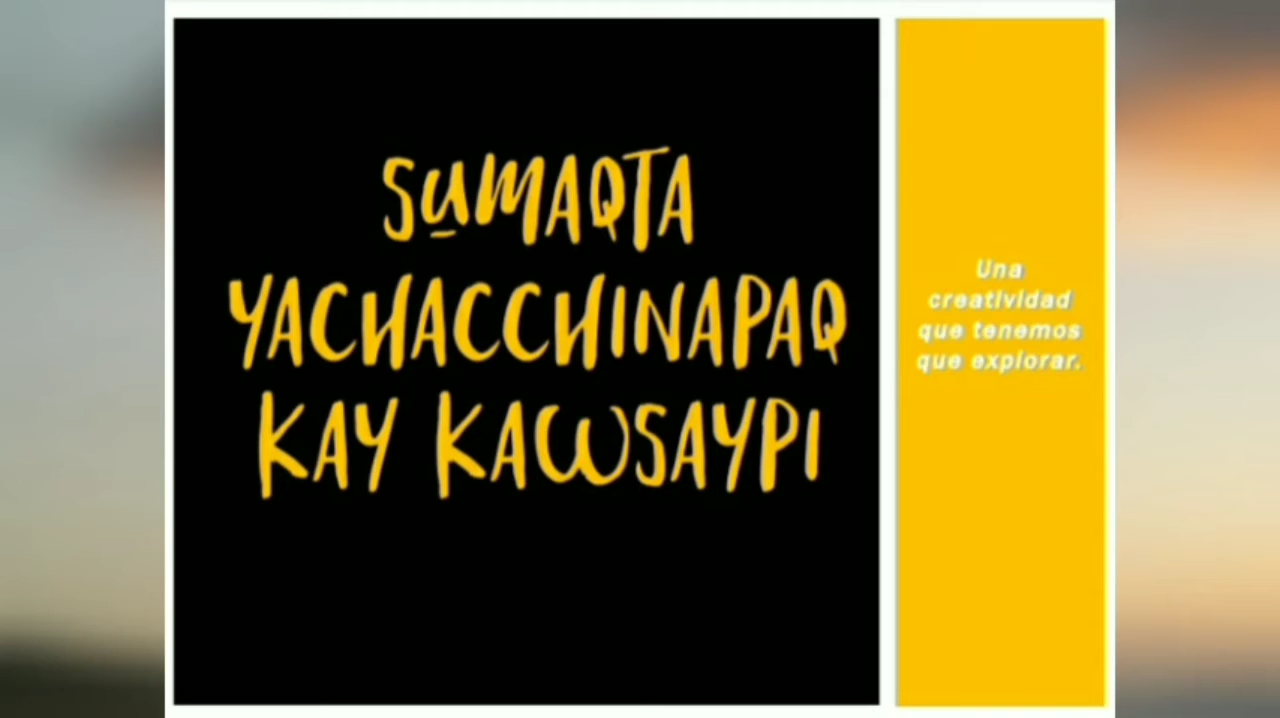 SUMAQTA
YACHACCHINAPAQ
KAY KAWSAYPI
Una
creatividad
que tenemos
que explorar.